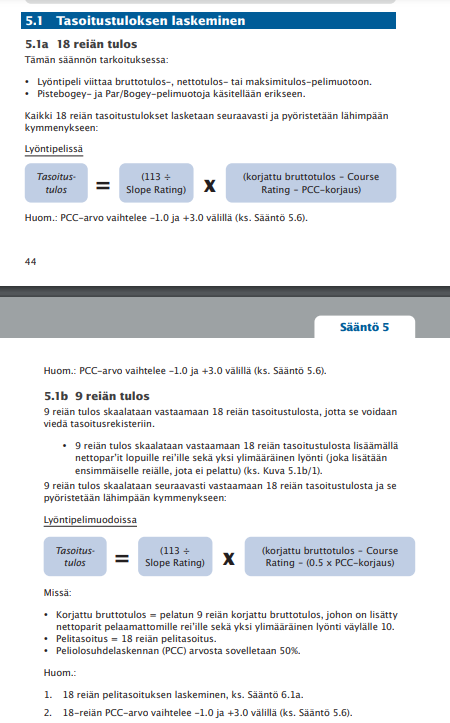 5.1 Tasoitustuloksen laskeminen
5.1a 18 reiän tulos
Tämän säännön tarkoituksessa:
• Lyöntipeli viittaa bruttotulos-, nettotulos- tai maksimitulos-pelimuotoon.
• Pistebogey- ja Par/Bogey-pelimuotoja käsitellään erikseen.
Kaikki 18 reiän tasoitustulokset lasketaan seuraavasti ja pyöristetään lähimpään
kymmenykseen:
Lyöntipelissä
Tasoitus-
tulos
=
(113 ÷
Slope Rating)
X
(korjattu bruttotulos – Course
Rating – PCC-korjaus)
Huom.: PCC-arvo vaihtelee –1.0 ja +3.0 välillä (ks. Sääntö 5.6).
44
Sääntö 5
Huom.: PCC-arvo vaihtelee –1.0 ja +3.0 välillä (ks. Sääntö 5.6).
5.1b 9 reiän tulos
9 reiän tulos skaalataan vastaamaan 18 reiän tasoitustulosta, jotta se voidaan
viedä tasoitusrekisteriin.
• 9 reiän tulos skaalataan vastaamaan 18 reiän tasoitustulosta lisäämällä
nettopar'it lopuille rei'ille sekä yksi ylimääräinen lyönti (joka lisätään
ensimmäiselle reiälle, jota ei pelattu) (ks. Kuva 5.1b/1).
9 reiän tulos skaalataan seuraavasti vastaamaan 18 reiän tasoitustulosta ja se
pyöristetään lähimpään kymmenykseen:
Lyöntipelimuodoissa
Tasoitus-
tulos
=
(113 ÷
Slope Rating)
X
(korjattu bruttotulos – Course
Rating – (0.5 x PCC-korjaus)
Missä:
• Korjattu bruttotulos = pelatun 9 reiän korjattu bruttotulos, johon on lisätty
nettoparit pelaamattomille rei'ille sekä yksi ylimääräinen lyönti väylälle 10.
• Pelitasoitus = 18 reiän pelitasoitus.
• Peliolosuhdelaskennan (PCC) arvosta sovelletaan 50%.
Huom.:
1. 18 reiän pelitasoituksen laskeminen, ks. Sääntö 6.1a.
2. 18-reiän PCC-arvo vaihtelee –1.0 ja +3.0 välillä (ks. Sääntö 5.6).